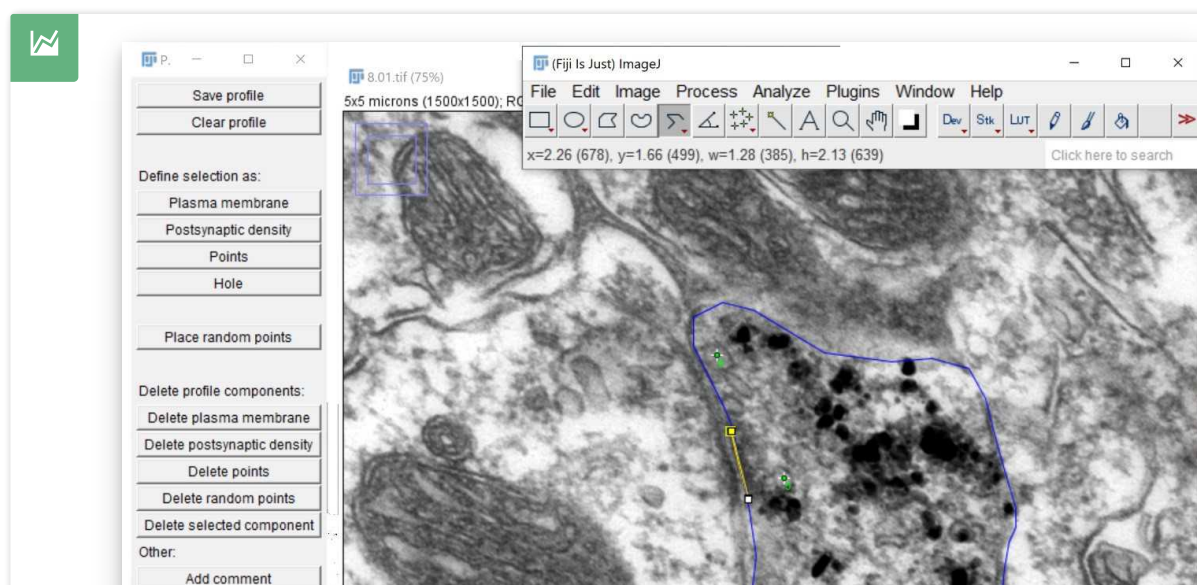 P.
Save profile
Clear profile
Define selection as:
Plasma membrane
Postsynaptic density
Points
Hole
Place random points
Delete profile components:
Delete plasma membrane
Delete postsynaptic density
Delete points
Delete random points
Delete selected component
Other:
Add comment
8.01.tif (75%)
5x5 microns (1500x1500); RG
(Fiji Is Just) ImageJ
File Edit Image Process Analyze Plugins Window Help
A Dev Stk LUT
x=2.26 (678), y=1.66 (499), w=1.28 (385), h=2.13 (639)
Click here to search